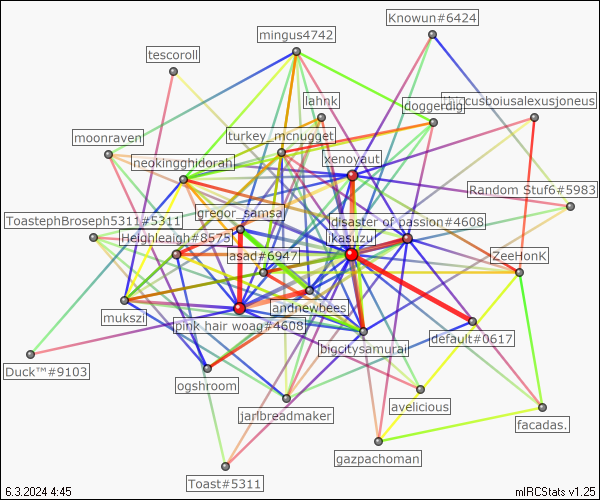 Knowun#6424
mingus4742
tescoroll
lahnk
doggerdig
cusboiusalexusjoneus
turkey_mcnugget
moonraven
neokingghidorah
xenoyaut
Random Stuf6#5983
gregor_samsa
ToastephBroseph5311#5311
disaster of passion#4608
Heighleaigh#8575
ikasuzu
asad#6947
ZeeHonK
andnewbees
mukszi
pink hair woag#4608
default#0617
bigcitysamurai
Duck™#9103
ogshroom
avelicious
jarlbreadmaker
facadas.
gazpachoman
Toast#5311
6.3.2024 4:45
mIRCStats v1.25